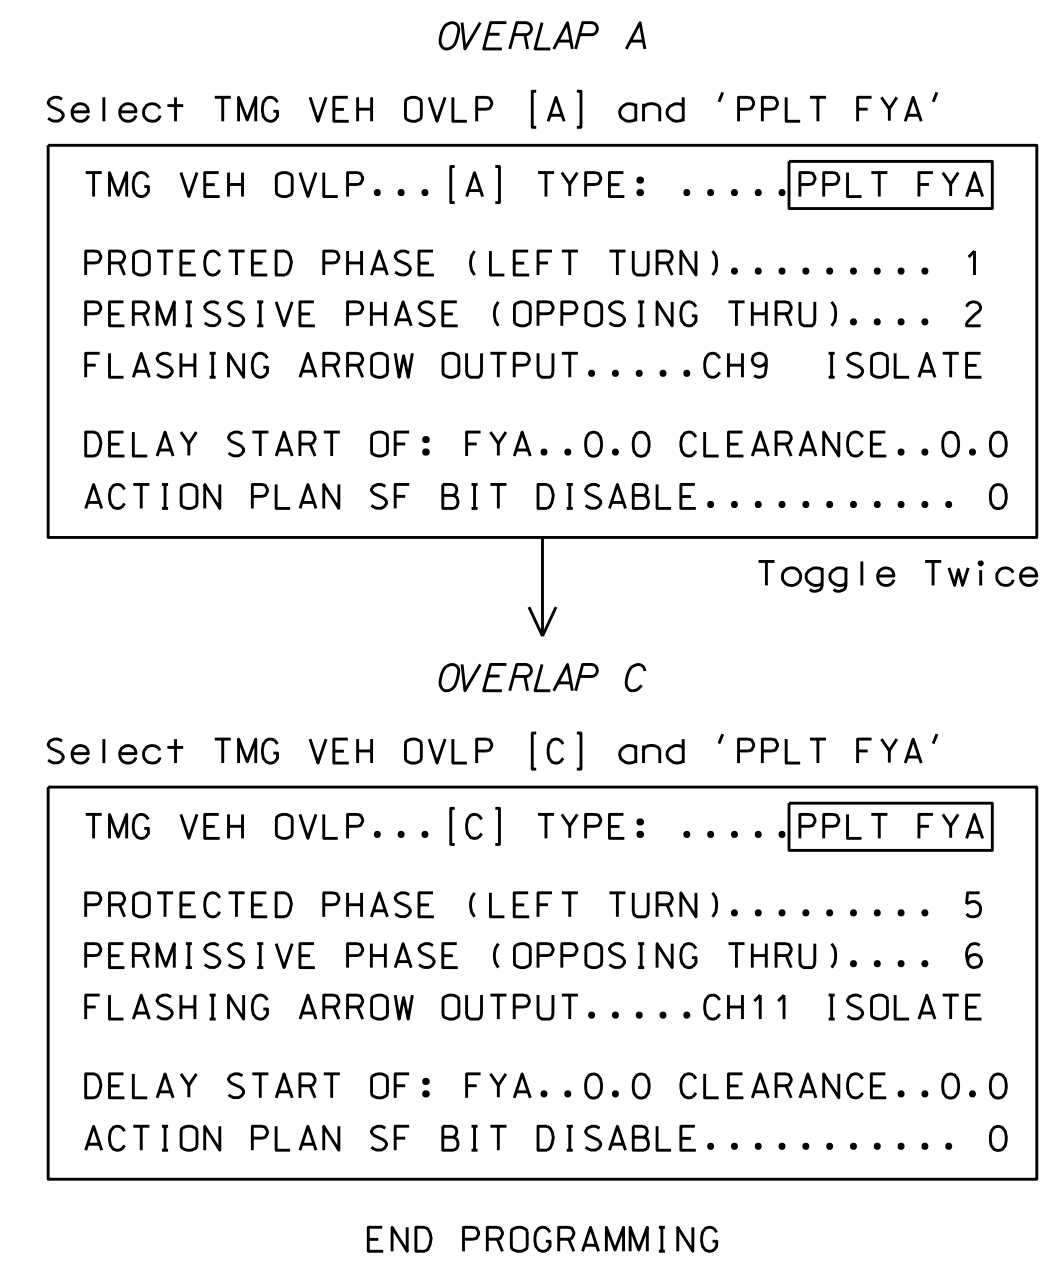 OVERLAP A
Select TMG VEH OVLP [A] and 'PPLT FYA'
TMG VEH OVLP...[A] TYPE: .....PPLT FYA
PROTECTED PHASE (LEFT TURN)......... 1
PERMISSIVE PHASE (OPPOSING THRU).... 2
FLASHING ARROW OUTPUT.....CH9 ISOLATE
DELAY START OF: FYA..0.0 CLEARANCE..0.0
ACTION PLAN SF BIT DISABLE........... 0
Toggle Twice
OVERLAP C
Select TMG VEH OVLP [C] and 'PPLT FYA'
TMG VEH OVLP...[C] TYPE: .....PPLT FYA
PROTECTED PHASE (LEFT TURN)......... 5
PERMISSIVE PHASE (OPPOSING THRU).... 6
FLASHING ARROW OUTPUT.....CH11 ISOLATE
DELAY START OF: FYA..0.0 CLEARANCE..0.0
ACTION PLAN SF BIT DISABLE........... 0
END PROGRAMMING